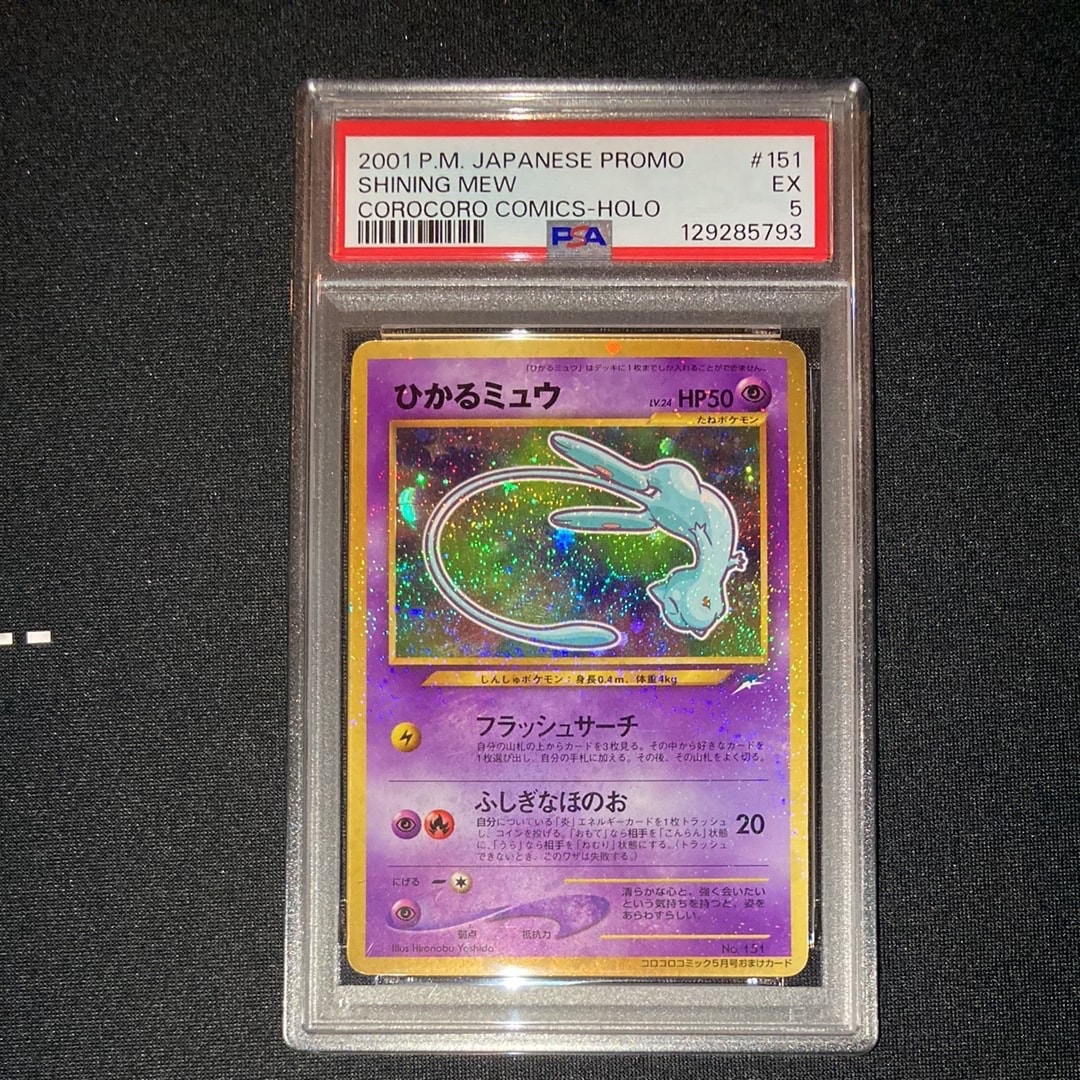 2001 P.M. JAPANESE PROMO #151
SHINING MEW EX
COROCORO COMICS-HOLO 5
PSA 129285793
「ひかるミュウ」はデッキに1枚までしか入れることができません。
ひかるミュウ LV.24 HP50
たねポケモン
しんしゅポケモン：身長0.4m、体重4kg
フラッシュサーチ
自分の山札の上からカードを3枚見る。その中から好きなカードを
1枚選び出し、自分の手札に加える。その後、その山札をよく切る。
ふしぎなほのお 20
自分についている「炎」エネルギーカードを1枚トラッシュ
し、コインを投げる。「おもて」なら相手を「こんらん」状態
に、「うら」なら相手を「ねむり」状態にする。（トラッシュ
できないとき、このワザは失敗する。）
にげる
清らかな心と、強く会いたい
という気持ちを持つと、姿を
あらわすらしい。
弱点 抵抗力
Illus Hironobu Yoshida No. 151
コロコロコミック5月号おまけカード